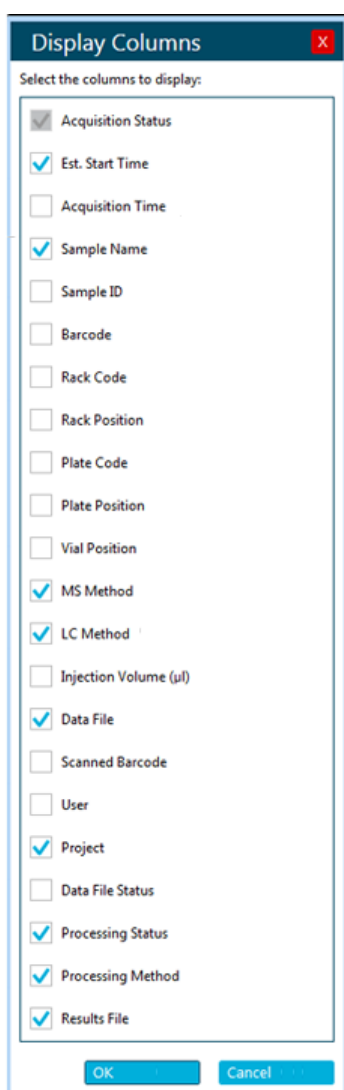 Display Columns
X
Select the columns to display:
Acquisition Status
Est. Start Time
Acquisition Time
Sample Name
Sample ID
Barcode
Rack Code
Rack Position
Plate Code
Plate Position
Vial Position
MS Method
LC Method
Injection Volume (µl)
Data File
Scanned Barcode
User
Project
Data File Status
Processing Status
Processing Method
Results File
OK Cancel